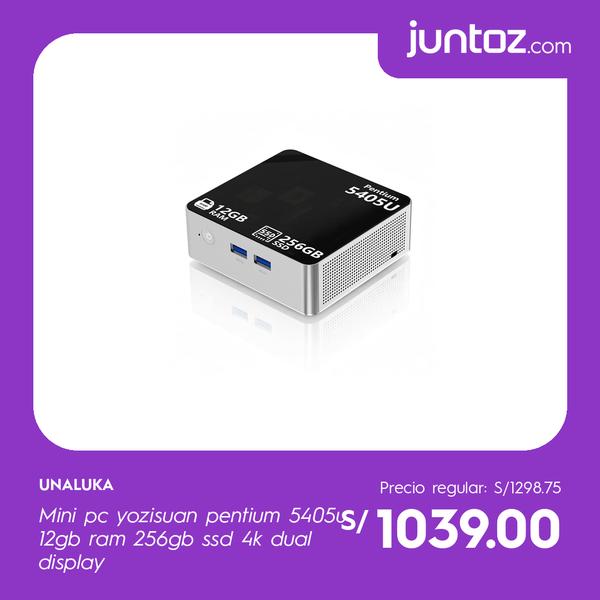 juntoz.com
Pentium
5405U
12GB
RAM
SSD
256GB
SSD
UNALUKA
Precio regular: S/1298.75
Mini pc yozisuan pentium 5405u
12gb ram 256gb ssd 4k dual
display
S/ 1039.00